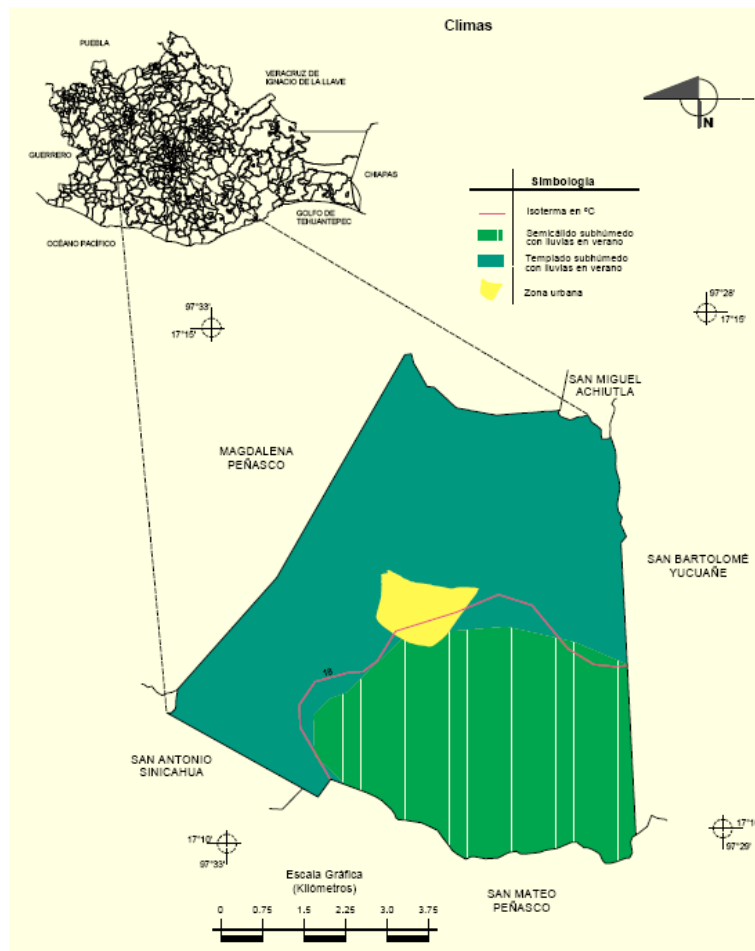 Climas
PUEBLA
VERACRUZ DE
IGNACIO DE LA LLAVE
GUERRERO
CHIAPAS
GOLFO DE
TEHUANTEPEC
OCÉANO PACÍFICO
N
Simbología
Isoterma en ºC
Semicálido subhúmedo
con lluvias en verano
Templado subhúmedo
con lluvias en verano
Zona urbana
97°33'
17°15'
97°28'
17°15'
SAN MIGUEL
ACHIUTLA
MAGDALENA
PEÑASCO
SAN BARTOLOMÉ
YUCUAÑE
18
SAN ANTONIO
SINICAHUA
17°10'
97°33'
17°1
97°29'
SAN MATEO
PEÑASCO
Escala Gráfica
(Kilómetros)
0 0.75 1.5 2.25 3.0 3.75